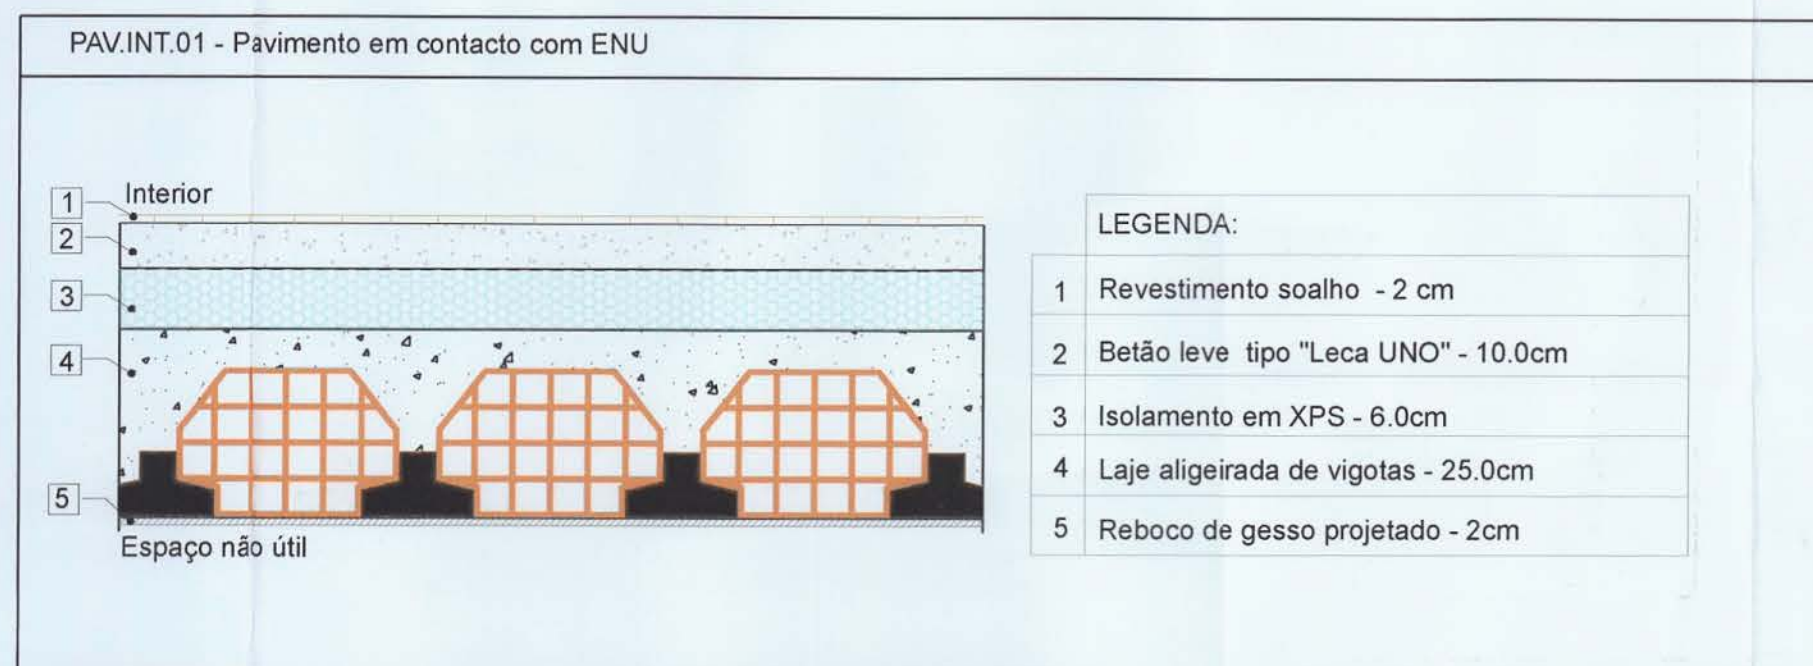 PAV.INT.01 - Pavimento em contacto com ENU
Interior
1
2
3
4
5
Espaço não útil
LEGENDA:
1 Revestimento soalho - 2 cm
2 Betão leve tipo "Leca UNO" - 10.0cm
3 Isolamento em XPS - 6.0cm
4 Laje aligeirada de vigotas - 25.0cm
5 Reboco de gesso projetado - 2cm